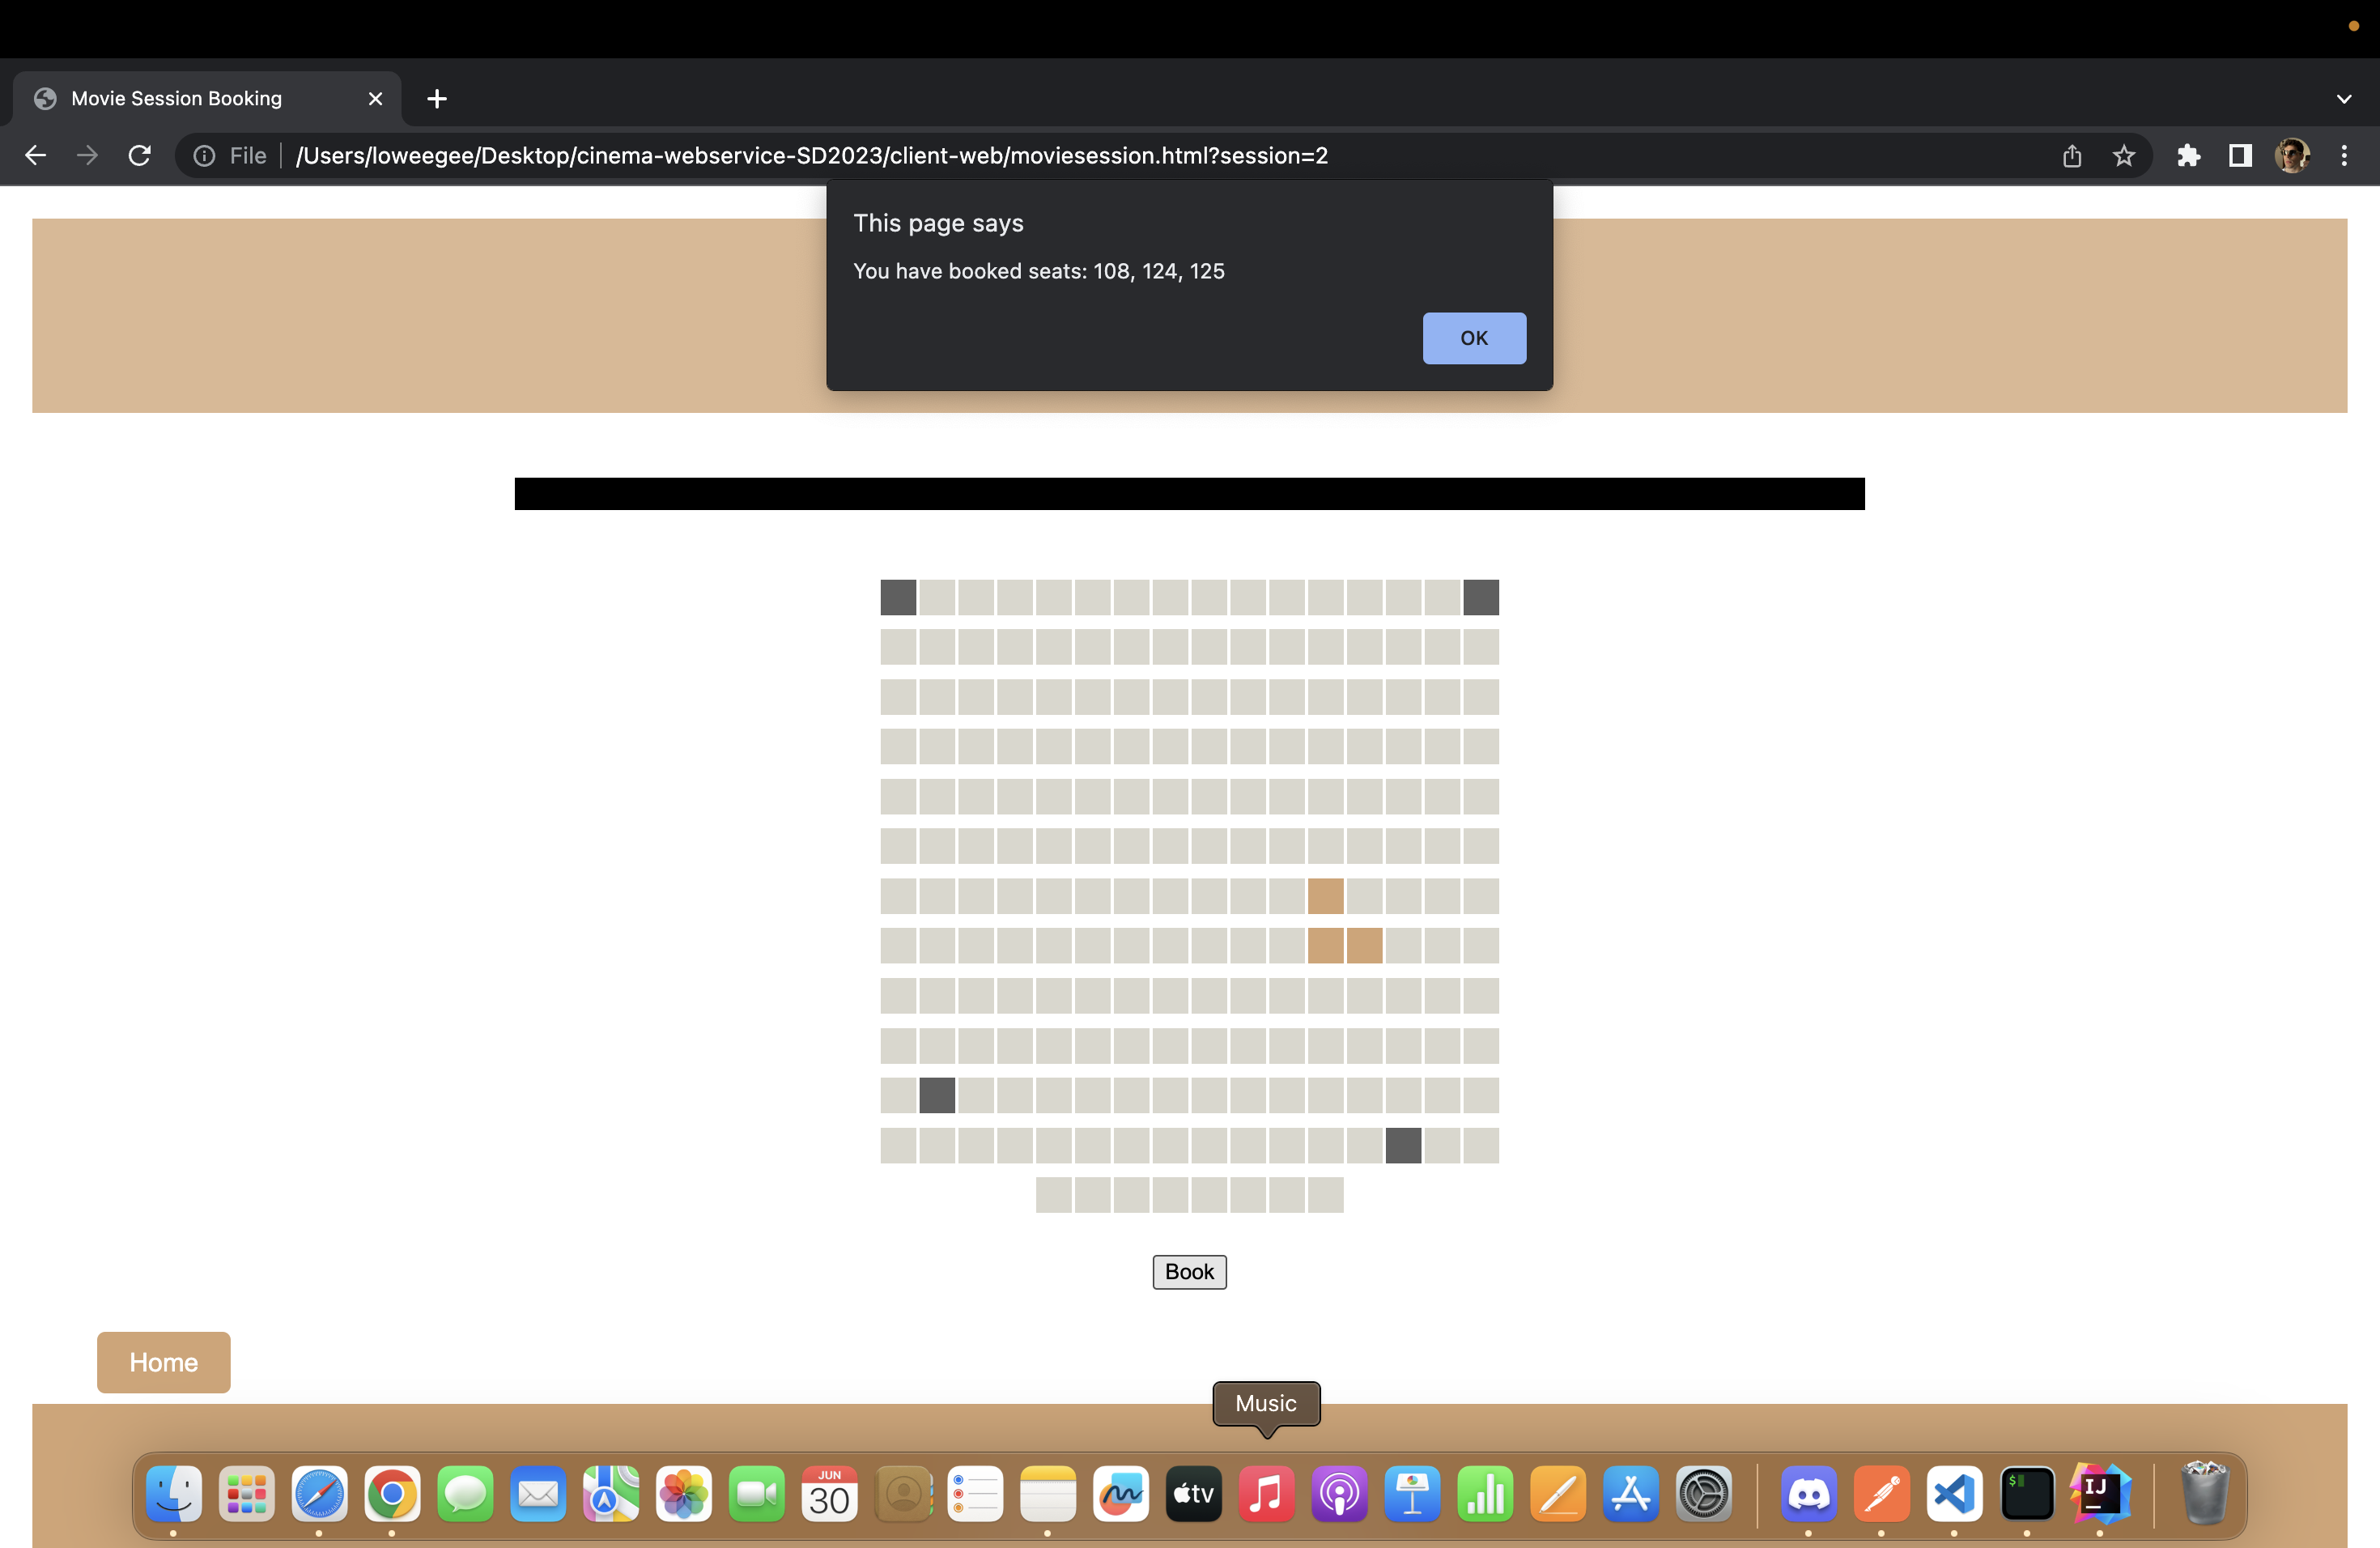 Movie Session Booking
File /Users/loweegee/Desktop/cinema-webservice-SD2023/client-web/moviesession.html?session=2
This page says
You have booked seats: 108, 124, 125
OK
Book
Home
Music
JUN
30
tv
$
IJ